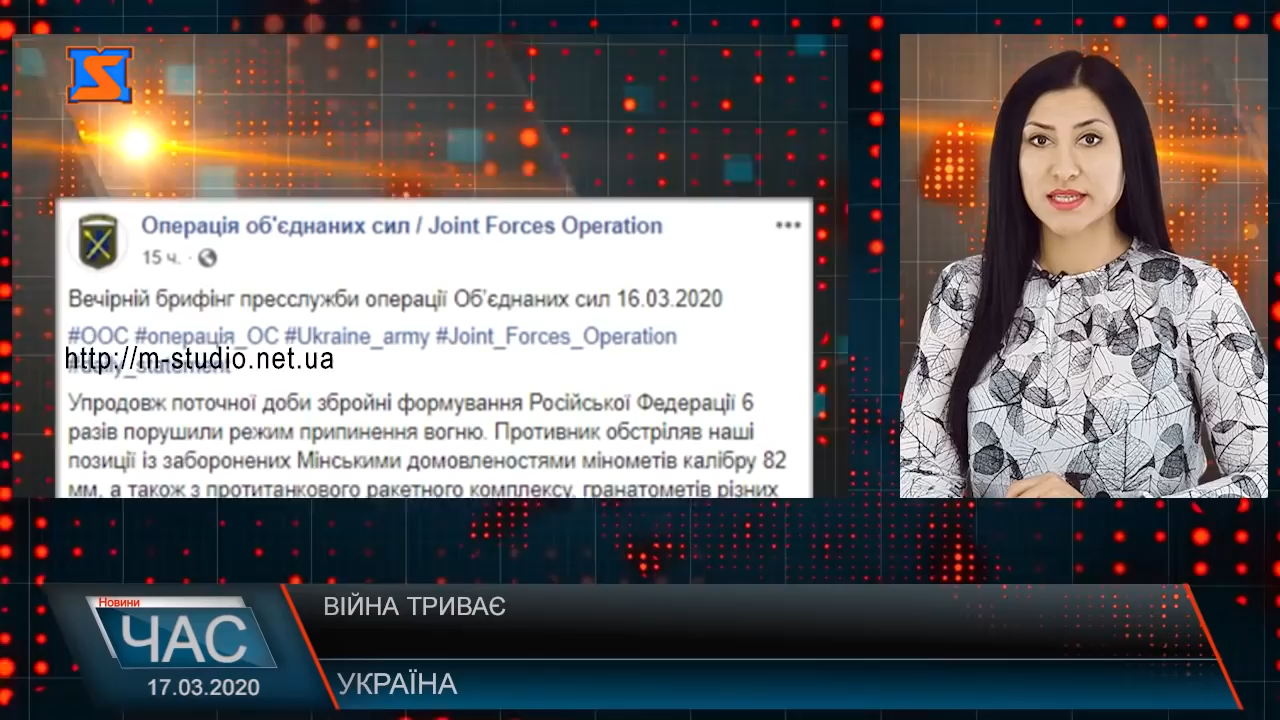 S
Операція об'єднаних сил / Joint Forces Operation
15 ч.
Вечірній брифінг пресслужби операції Об'єднаних сил 16.03.2020
#ООС #операція_ОС #Ukraine_army #Joint_Forces_Operation
http://m-studio.net.ua
Упродовж поточної доби збройні формування Російської Федерації 6
разів порушили режим припинення вогню. Противник обстріляв наші
позиції із заборонених Мінськими домовленостями мінометів калібру 82
мм, а також з протитанкового ракетного комплексу, гранатометів різних
Новини
ЧАС
17.03.2020
ВІЙНА ТРИВАЄ
УКРАЇНА